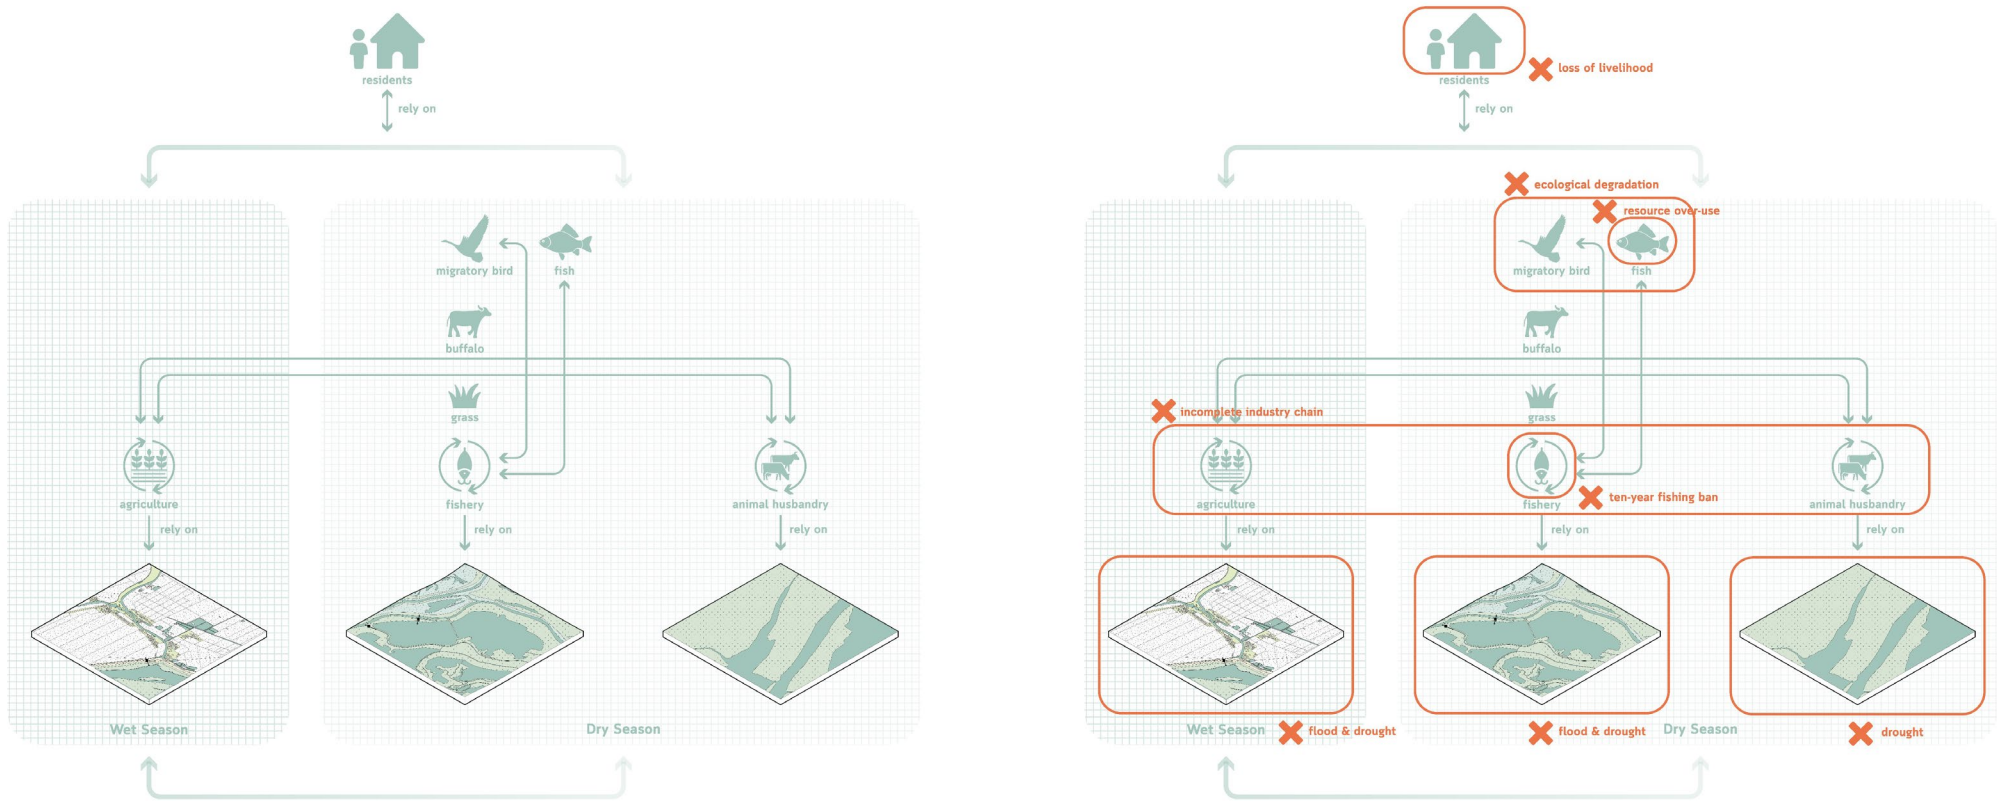 residents
rely on
migratory bird
fish
buffalo
grass
agriculture
fishery
animal husbandry
rely on
rely on
rely on
Wet Season
Dry Season
residents
loss of livelihood
rely on
ecological degradation
resource over-use
migratory bird
fish
buffalo
grass
incomplete industry chain
agriculture
fishery
ten-year fishing ban
animal husbandry
rely on
rely on
rely on
Wet Season
flood & drought
flood & drought
Dry Season
drought